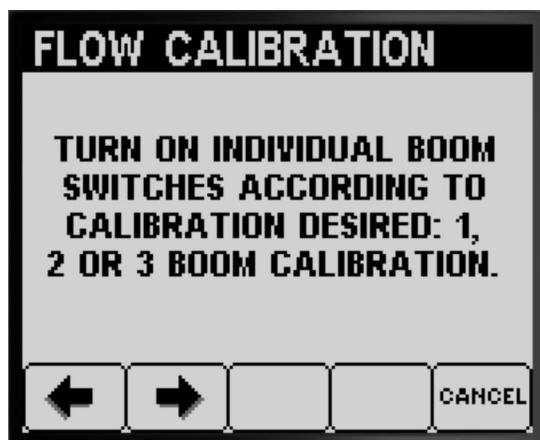 FLOW CALIBRATION
TURN ON INDIVIDUAL BOOM
SWITCHES ACCORDING TO
CALIBRATION DESIRED: 1,
2 OR 3 BOOM CALIBRATION.
CANCEL